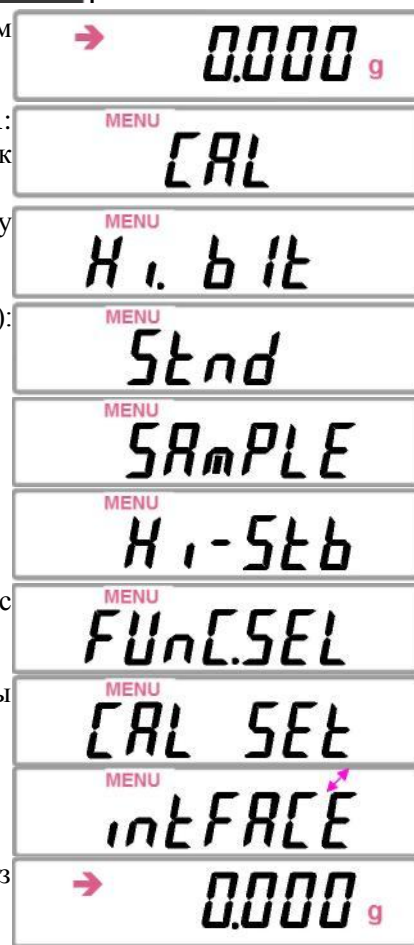 м
0.000 g
:
к
MENU
CAL
у
MENU
Hi. bit
):
MENU
Stnd
MENU
SAmPLE
MENU
Hi-Stb
с
MENU
FUnC.SEL
ы
MENU
CAL SEt
MENU
intFACE
з
0.000 g